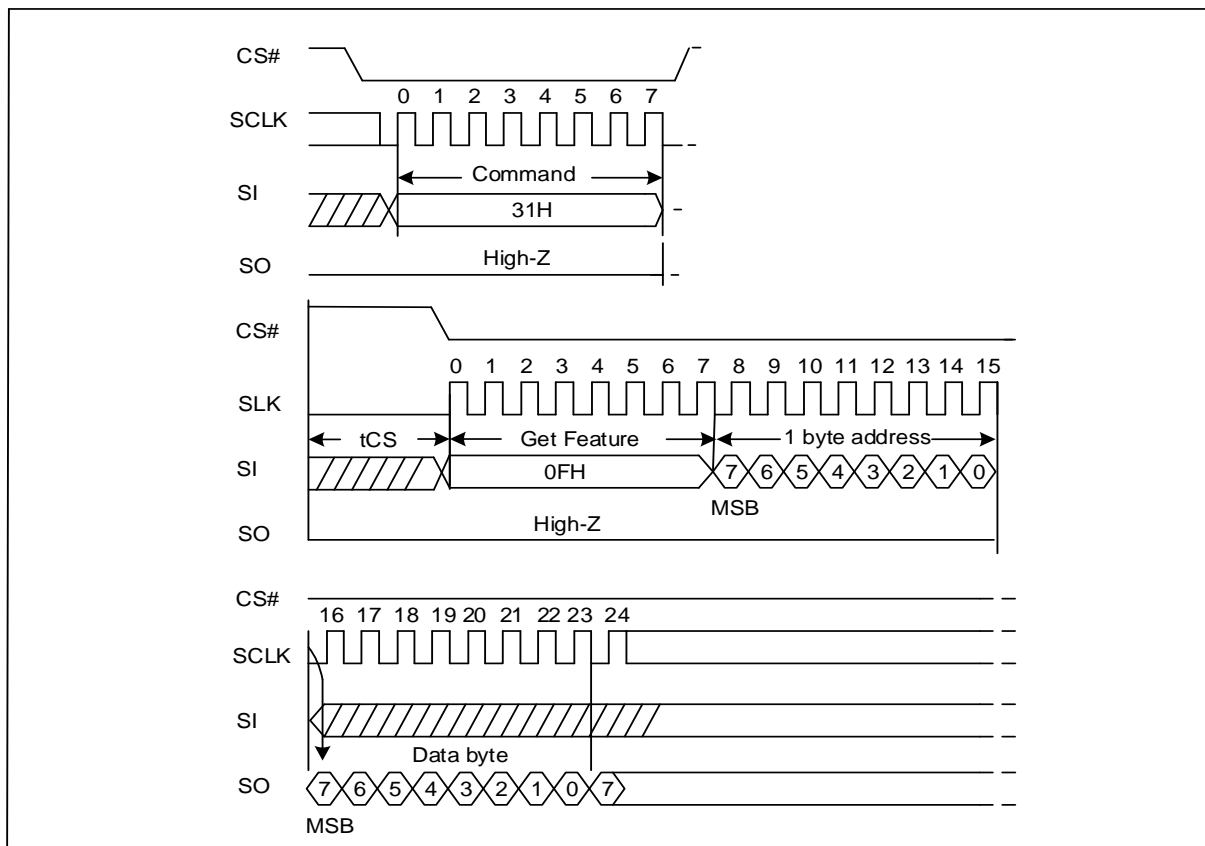 CS#
0 1 2 3 4 5 6 7
SCLK
Command
SI
31H
High-Z
SO
CS#
0 1 2 3 4 5 6 7 8 9 10 11 12 13 14 15
SLK
tCS Get Feature 1 byte address
SI
0FH 7 6 5 4 3 2 1 0
MSB
High-Z
SO
CS#
16 17 18 19 20 21 22 23 24
SCLK
SI
Data byte
SO 7 6 5 4 3 2 1 0 7
MSB